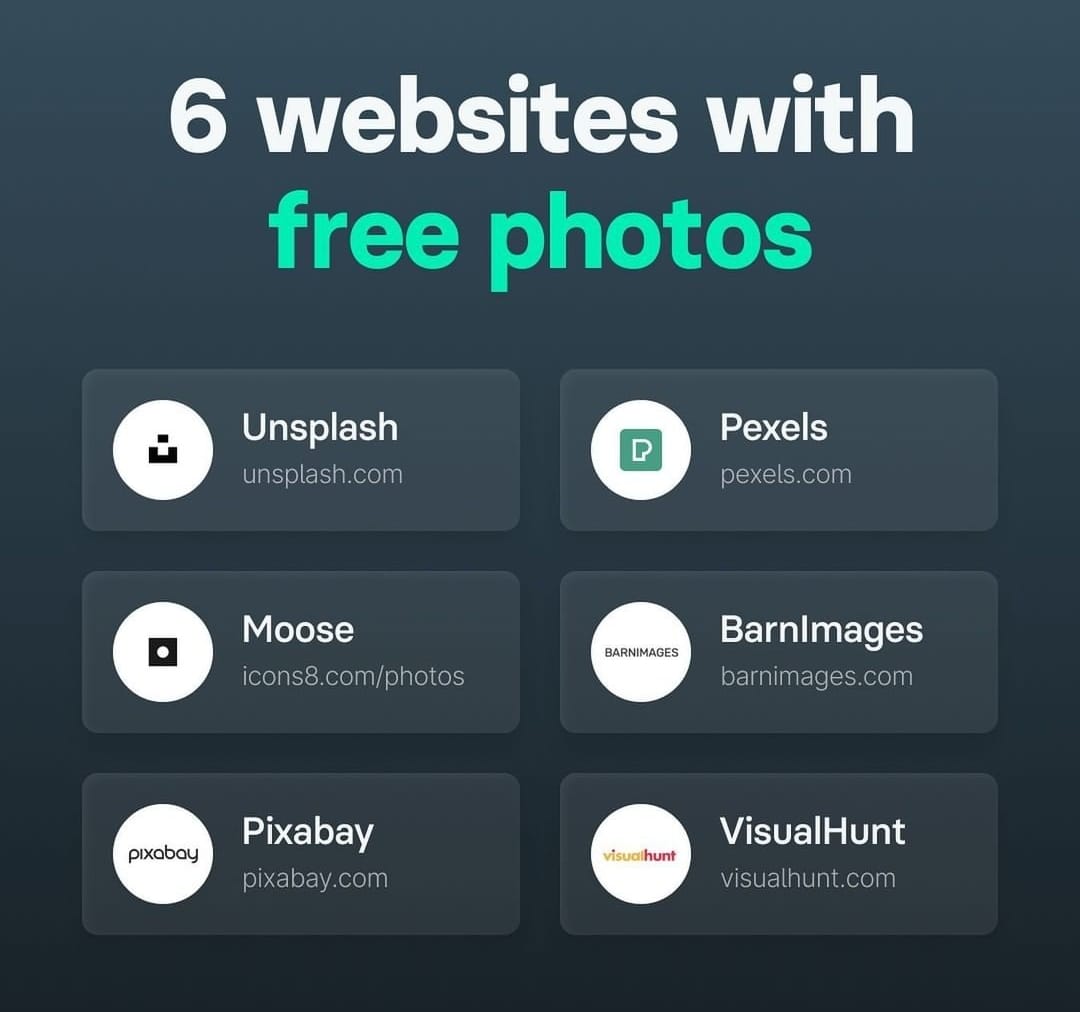 6 websites with
free photos
Unsplash
unsplash.com
Pexels
pexels.com
Moose
icons8.com/photos
BARNIMAGES
BarnImages
barnimages.com
pixabay
Pixabay
pixabay.com
visualhunt
VisualHunt
visualhunt.com